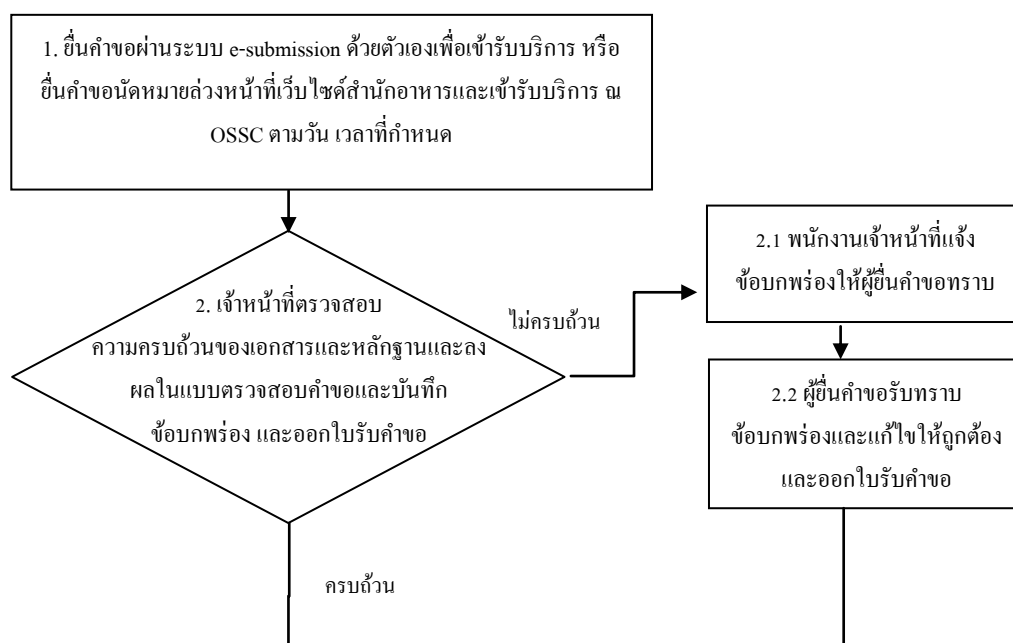 1. ยื่นคำขอผ่านระบบ e-submission ด้วยตัวเองเพื่อเข้ารับบริการ หรือ
ยื่นคำขอนัดหมายล่วงหน้าที่เว็บไซด์สำนักอาหารและเข้ารับบริการ ณ
OSSC ตามวัน เวลาที่กำหนด
2. เจ้าหน้าที่ตรวจสอบ
ความครบถ้วนของเอกสารและหลักฐานและลง
ผลในแบบตรวจสอบคำขอและบันทึก
ข้อบกพร่อง และออกใบรับคำขอ
ไม่ครบถ้วน
2.1 พนักงานเจ้าหน้าที่แจ้ง
ข้อบกพร่องให้ผู้ยื่นคำขอทราบ
2.2 ผู้ยื่นคำขอรับทราบ
ข้อบกพร่องและแก้ไขให้ถูกต้อง
และออกใบรับคำขอ
ครบถ้วน